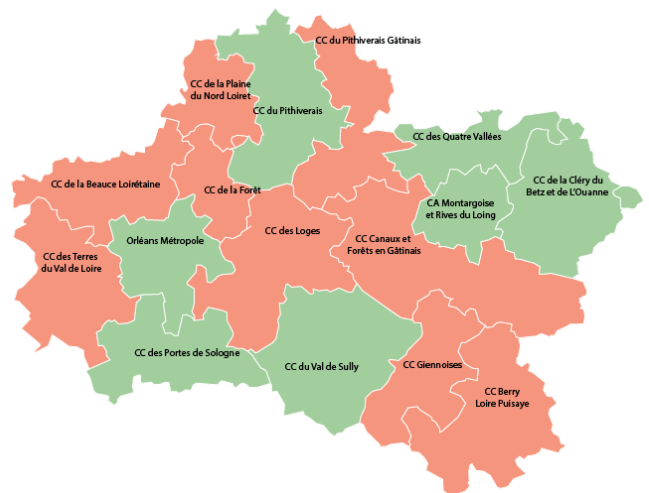 CC du Pithiverais Gâtinais
CC de la Plaine
du Nord Loiret
CC du Pithiverais
CC des Quatre Vallées
CC de la Beauce Loirétaine
CC de la Forêt
CC de la Cléry du
Betz et de L'Ouanne
CA Montargoise
et Rives du Loing
Orléans Métropole
CC des Loges
CC Canaux et
Forêts en Gâtinais
CC des Terres
du Val de Loire
CC des Portes de Sologne
CC du Val de Sully
CC Giennoises
CC Berry
Loire Puisaye